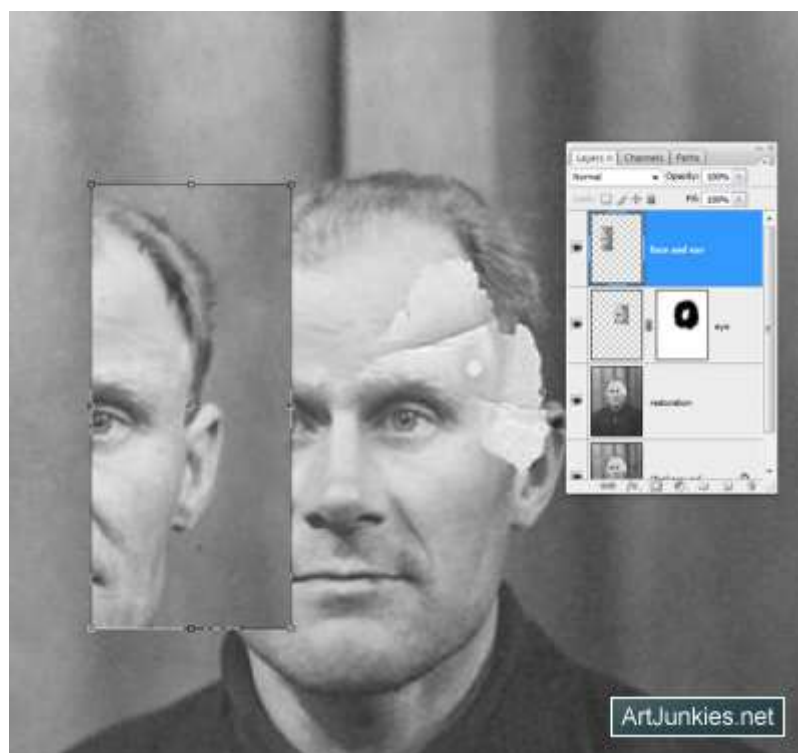 Layers × Channels Paths
Normal Opacity: 100%
Fill: 100%
face and ear
eye
restoration
ArtJunkies.net